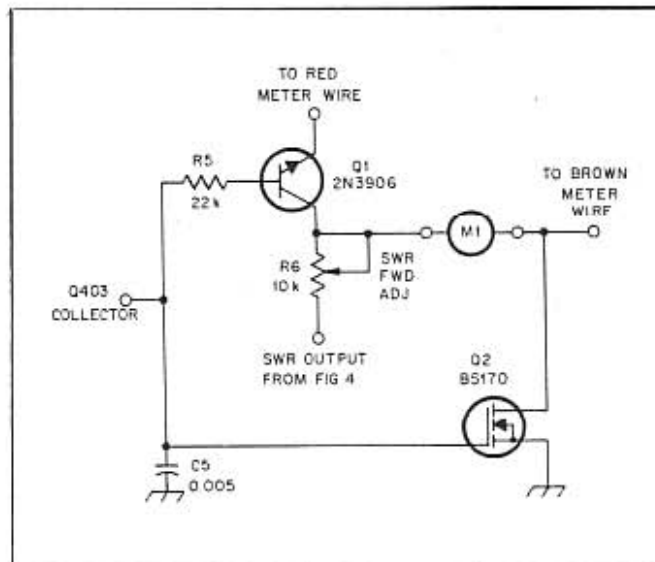 TO RED
METER WIRE
R5
22k
Q1
2N3906
TO BROWN
METER
WIRE
M1
R6
10k
SWR
FWD
ADJ
Q403
COLLECTOR
SWR OUTPUT
FROM FIG 4
Q2
BS170
C5
0.005